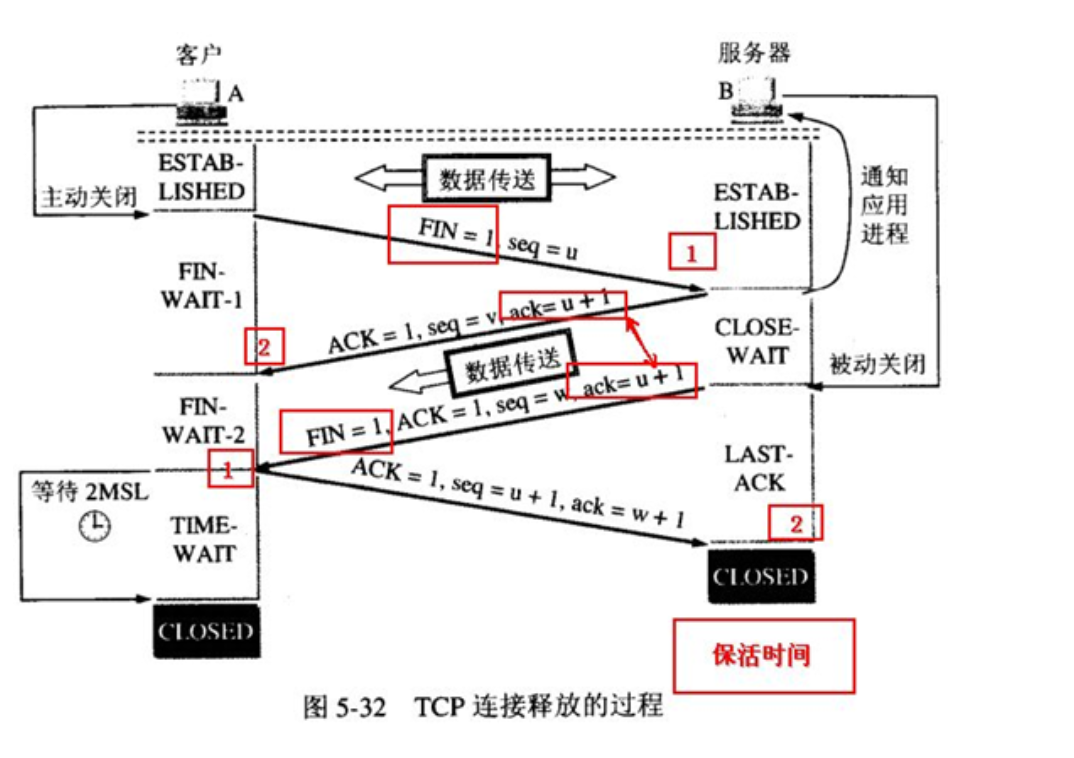 客户
服务器
A
B
ESTAB-
LISHED
数据传送
主动关闭
ESTAB-
LISHED
通知
应用
进程
FIN = 1, seq = u
1
FIN-
WAIT-1
ACK = 1, seq = v, ack= u + 1
2
CLOSE-
WAIT
数据传送
被动关闭
FIN-
WAIT-2
FIN = 1, ACK = 1, seq = w, ack= u + 1
1
LAST-
ACK
等待 2MSL
ACK = 1, seq = u + 1, ack = w + 1
2
TIME-
WAIT
CLOSED
CLOSED
保活时间
图 5-32 TCP 连接释放的过程